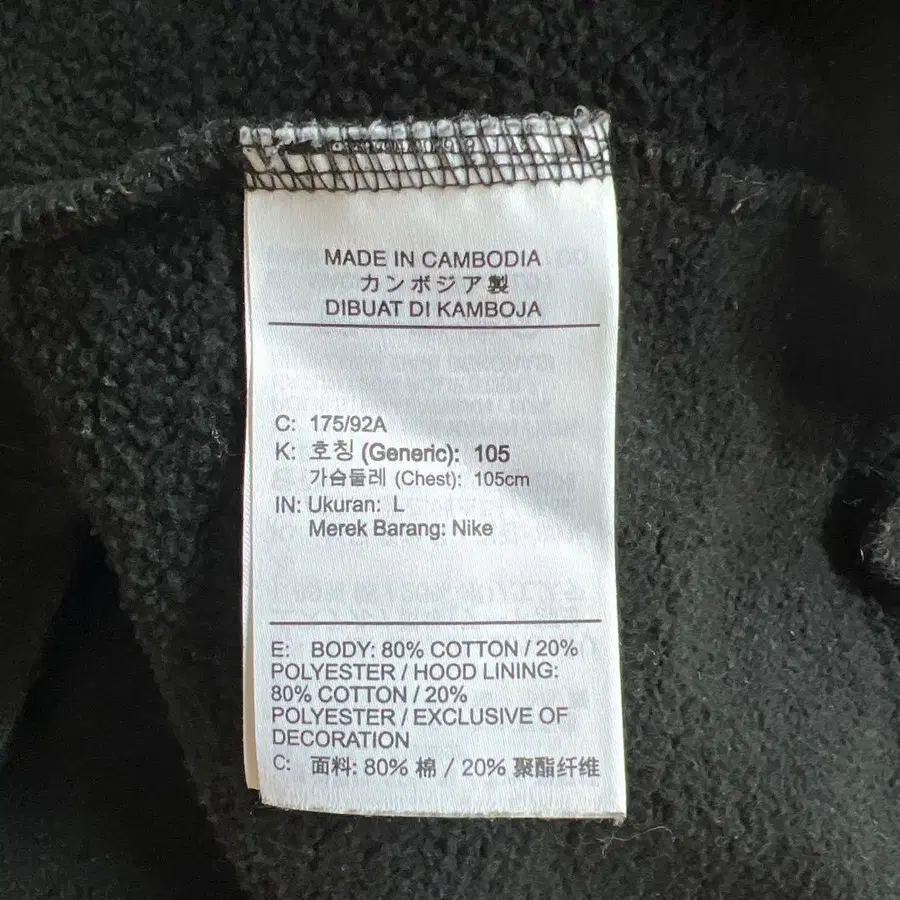 MADE IN CAMBODIA
カンボジア製
DIBUAT DI KAMBOJA
C: 175/92A
K: 호칭 (Generic): 105
가슴둘레 (Chest): 105cm
IN: Ukuran: L
Merek Barang: Nike
E: BODY: 80% COTTON / 20%
POLYESTER / HOOD LINING:
80% COTTON / 20%
POLYESTER / EXCLUSIVE OF
DECORATION
C: 面料: 80% 棉 / 20% 聚酯纤维